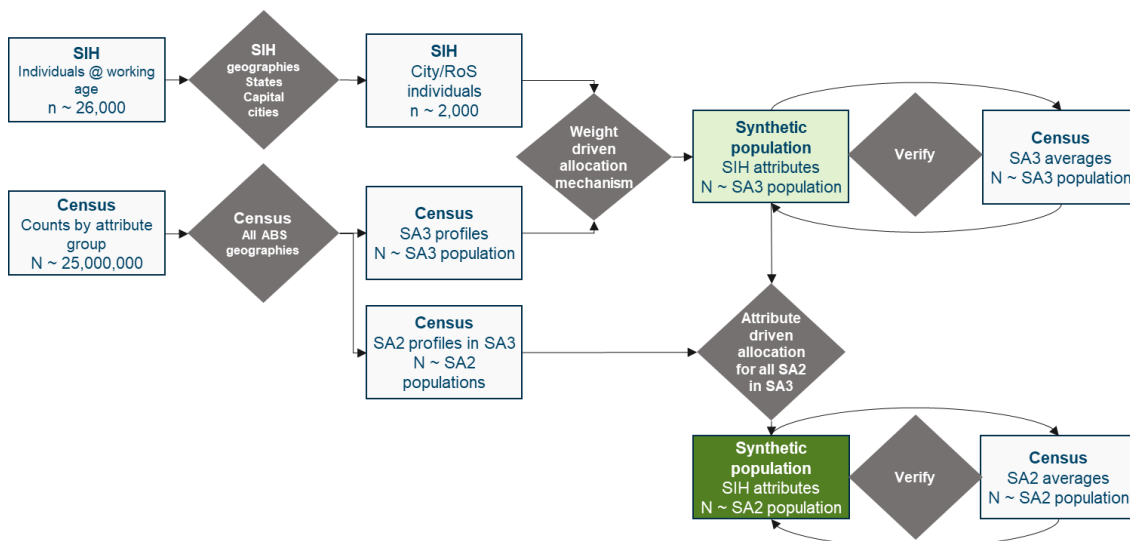 SIH
Individuals @ working
age
n ~ 26,000
SIH
geographies
States
Capital
cities
SIH
City/RoS
individuals
n ~ 2,000
Weight
driven
allocation
mechanism
Synthetic
population
SIH attributes
N ~ SA3 population
Verify
Census
SA3 averages
N ~ SA3 population
Census
Counts by attribute
group
N ~ 25,000,000
Census
All ABS
geographies
Census
SA3 profiles
N ~ SA3 population
Census
SA2 profiles in SA3
N ~ SA2
populations
Attribute
driven
allocation
for all SA2
in SA3
Synthetic
population
SIH attributes
N ~ SA2 population
Verify
Census
SA2 averages
N ~ SA2 population